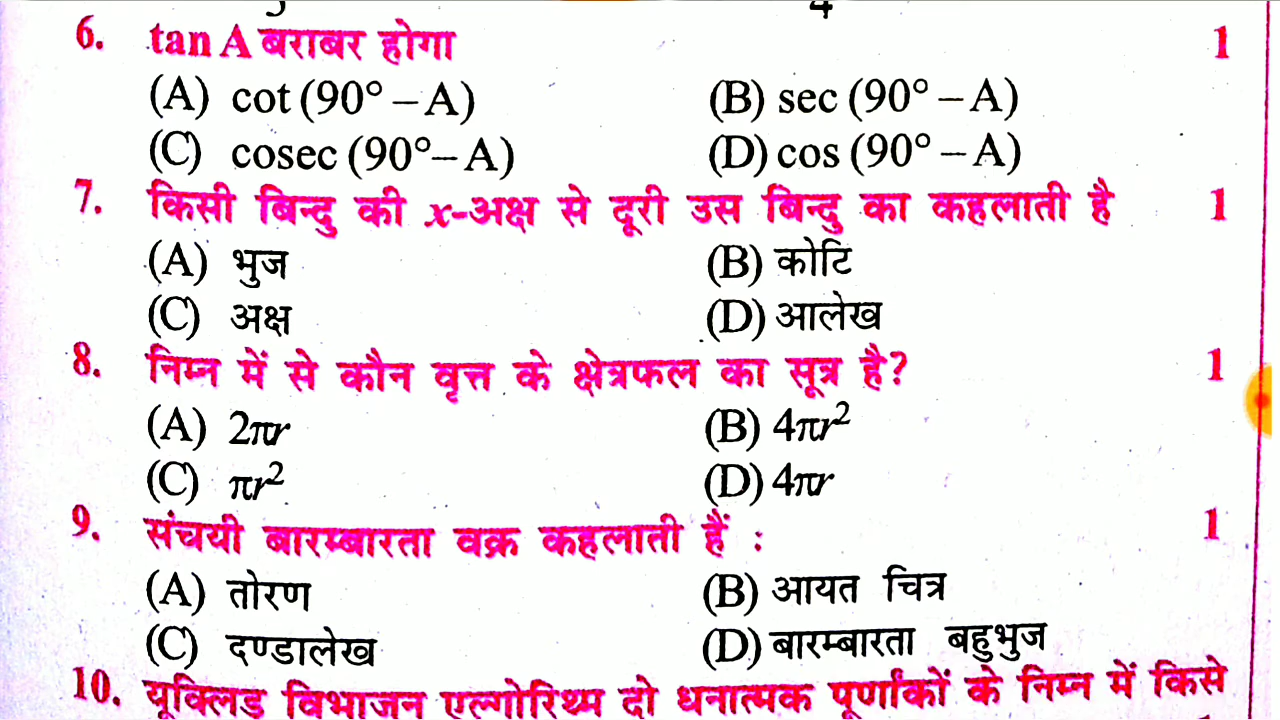 6. tan A बराबर होगा 1
(A) cot (90° – A) (B) sec (90° – A)
(C) cosec (90°– A) (D) cos (90° – A)
7. किसी बिन्दु की x-अक्ष से दूरी उस बिन्दु का कहलाती है 1
(A) भुज (B) कोटि
(C) अक्ष (D) आलेख
8. निम्न में से कौन वृत्त के क्षेत्रफल का सूत्र है? 1
(A) 2πr (B) 4πr²
(C) πr² (D) 4πr
9. संचयी बारम्बारता वक्र कहलाती हैं : 1
(A) तोरण (B) आयत चित्र
(C) दण्डालेख (D) बारम्बारता बहुभुज
10. यूक्लिड विभाजन एल्गोरिथ्म दो धनात्मक पूर्णांकों के निम्न में किसे